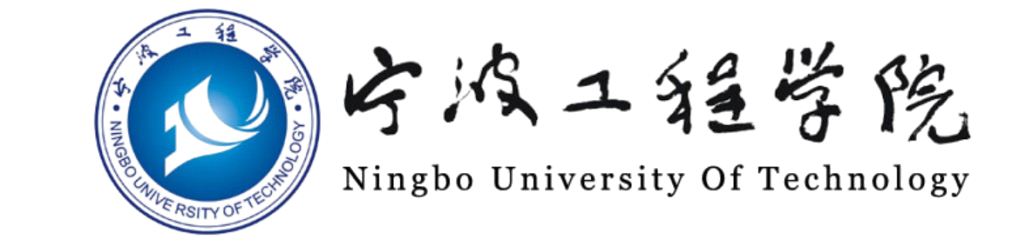 宁波工程学院
NINGBO UNIVERSITY OF TECHNOLOGY
宁波工程学院
Ningbo University Of Technology